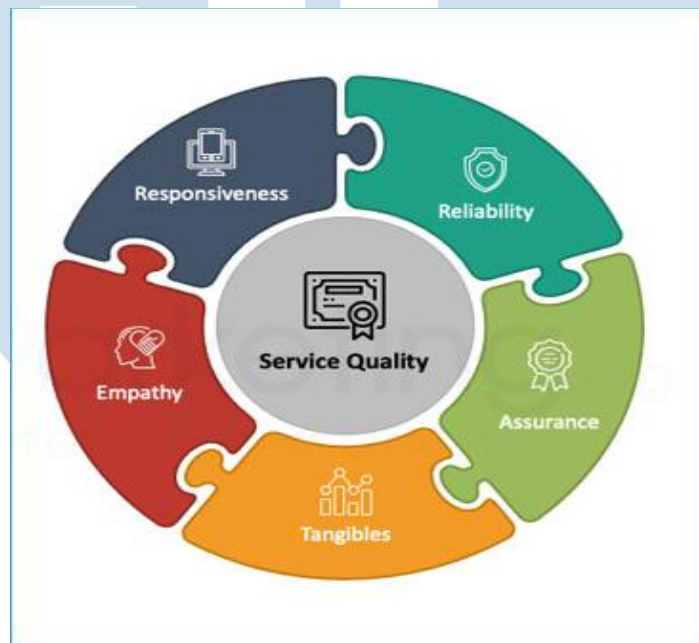 Responsiveness
Reliability
Service Quality
Empathy
Assurance
Tangibles